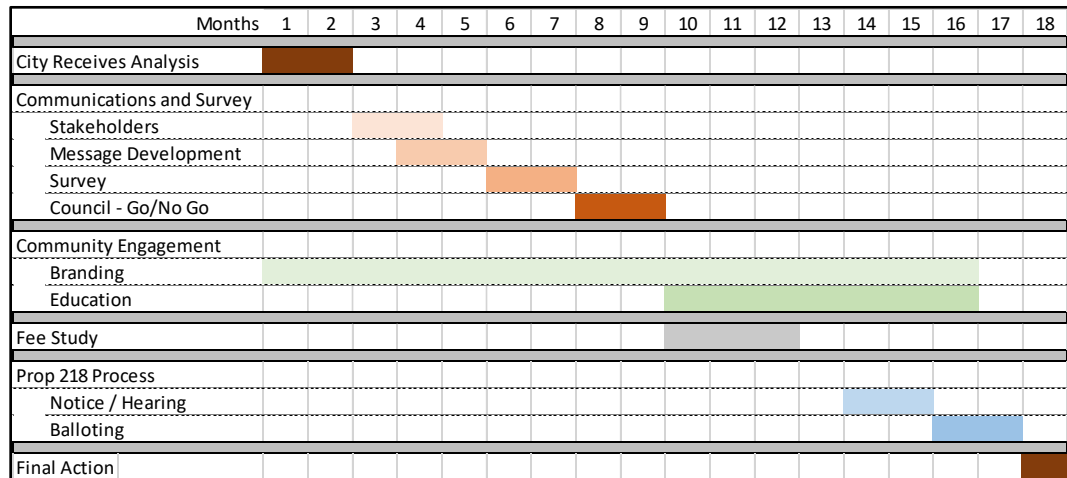 Months 1 2 3 4 5 6 7 8 9 10 11 12 13 14 15 16 17 18
City Receives Analysis
Communications and Survey
Stakeholders
Message Development
Survey
Council - Go/No Go
Community Engagement
Branding
Education
Fee Study
Prop 218 Process
Notice / Hearing
Balloting
Final Action